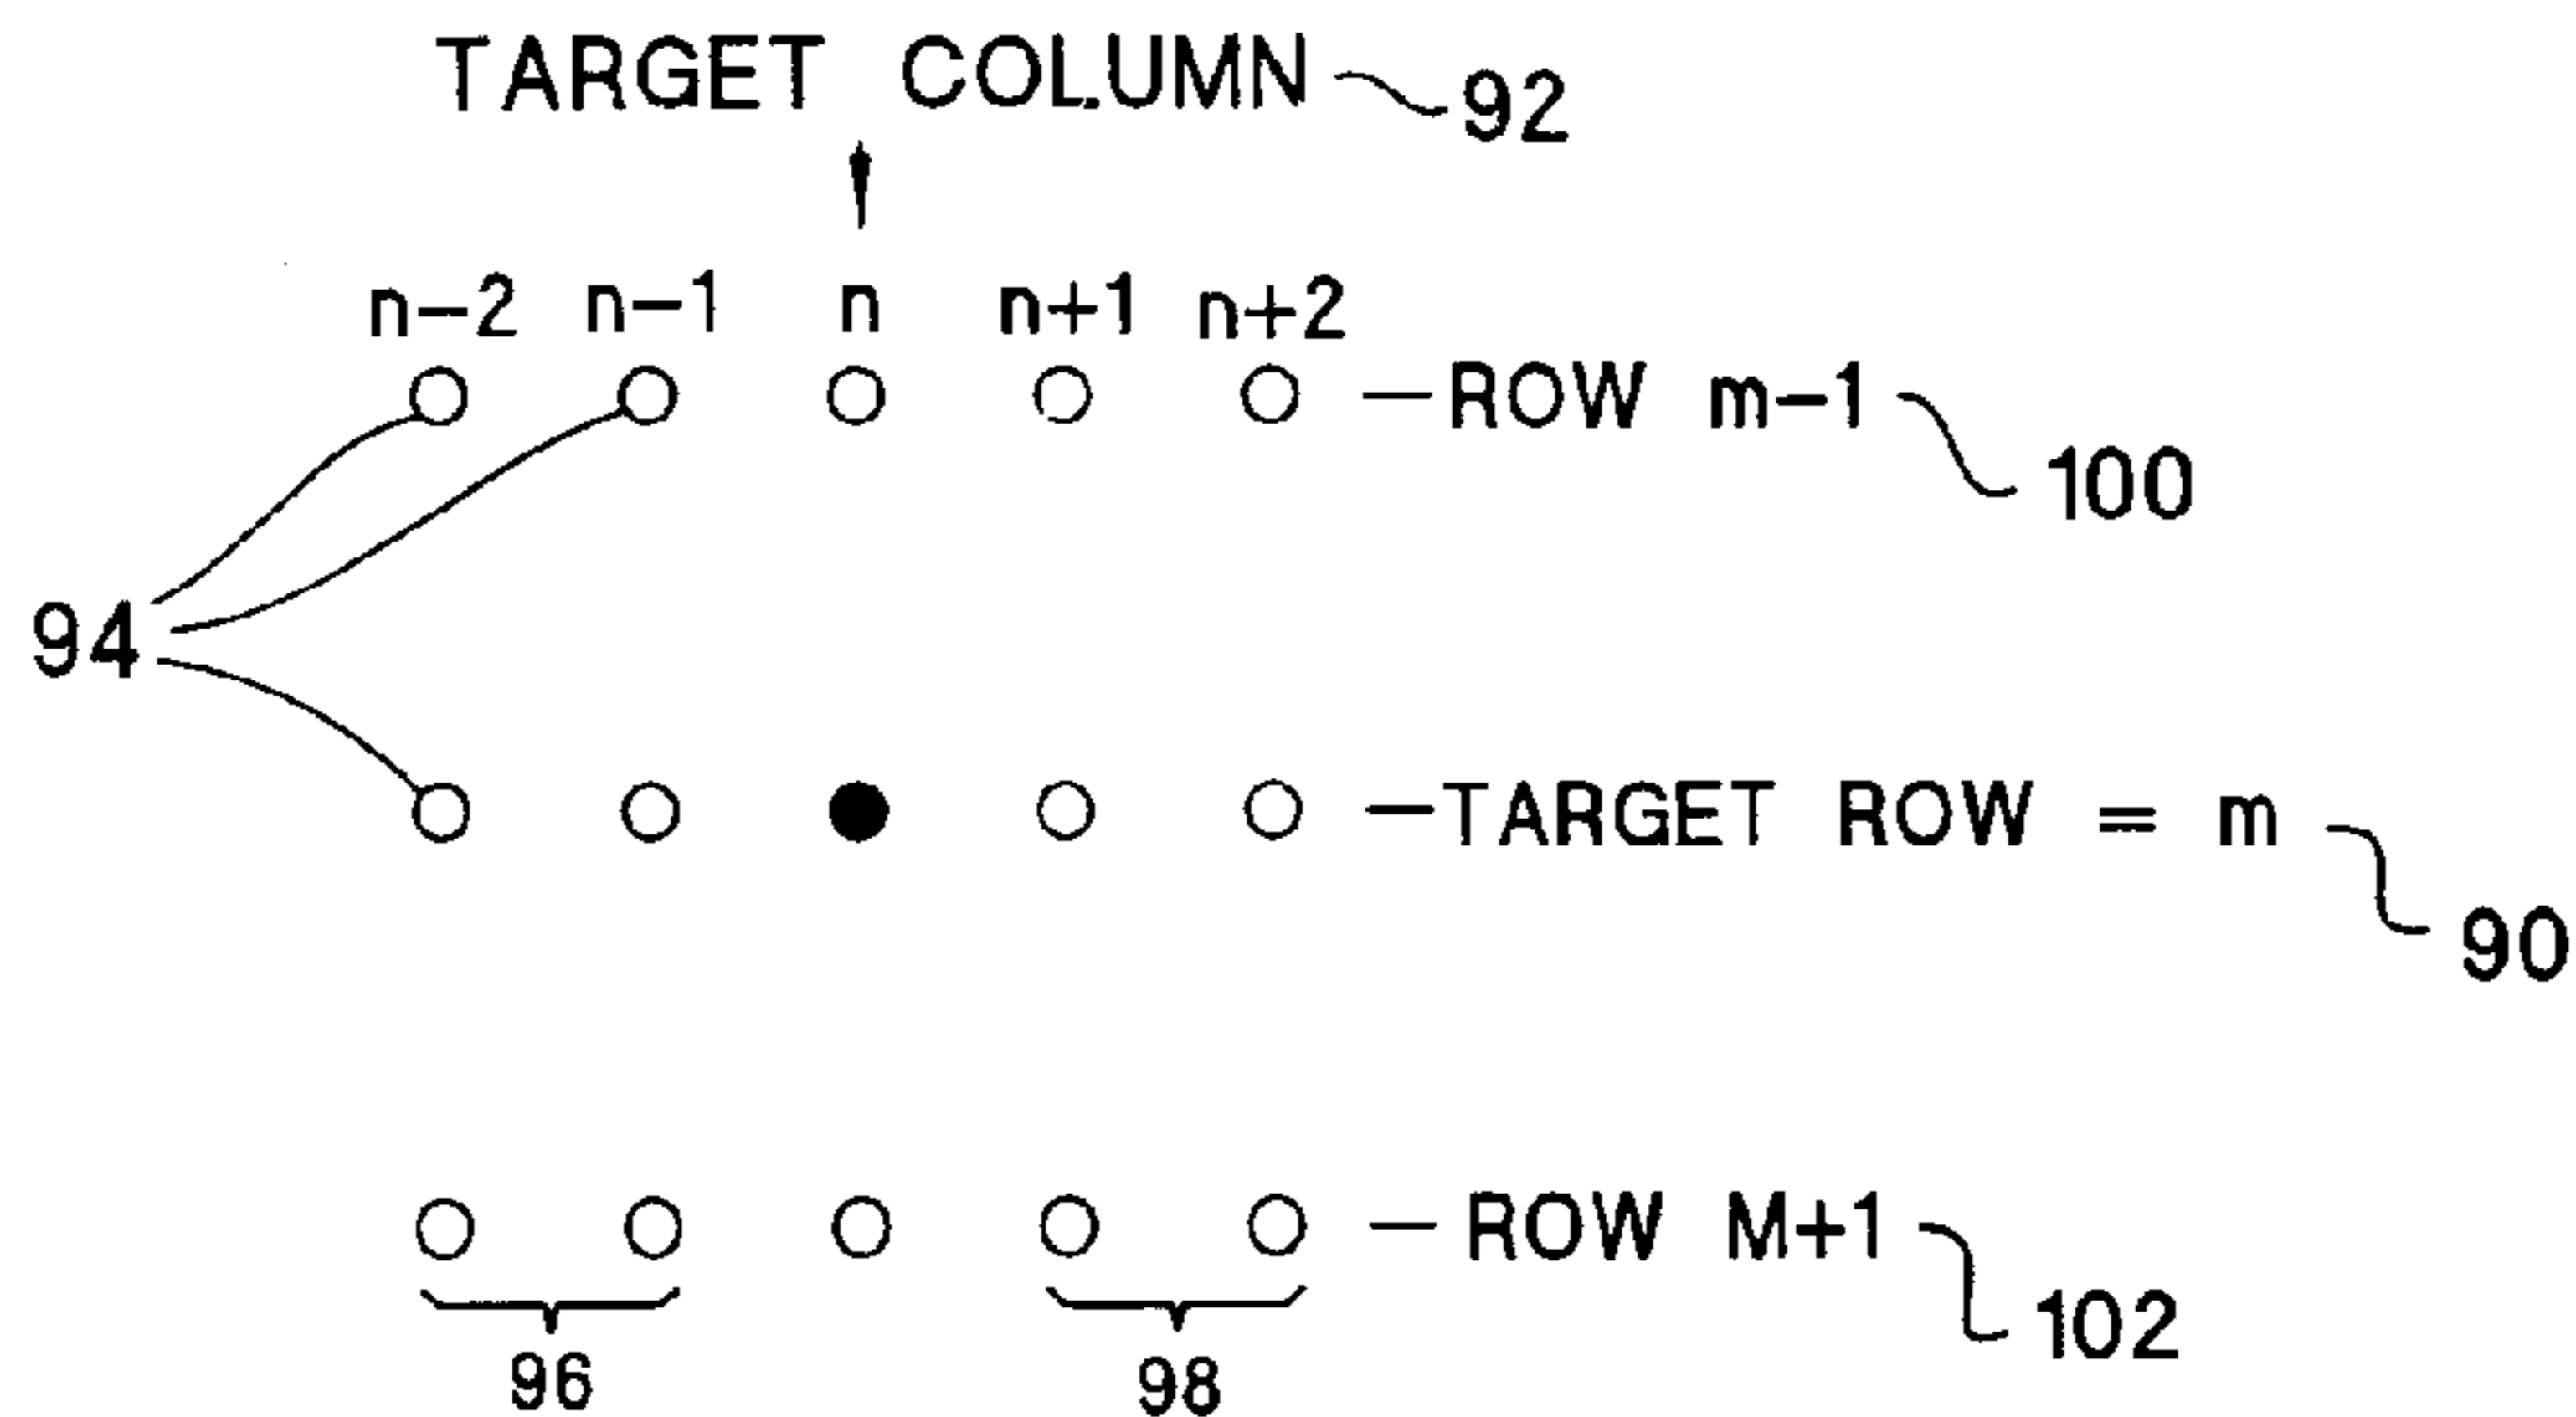 TARGET COLUMN 92
n-2 n-1 n n+1 n+2
ROW m-1
100
94
TARGET ROW = m
90
ROW M+1
102
96 98